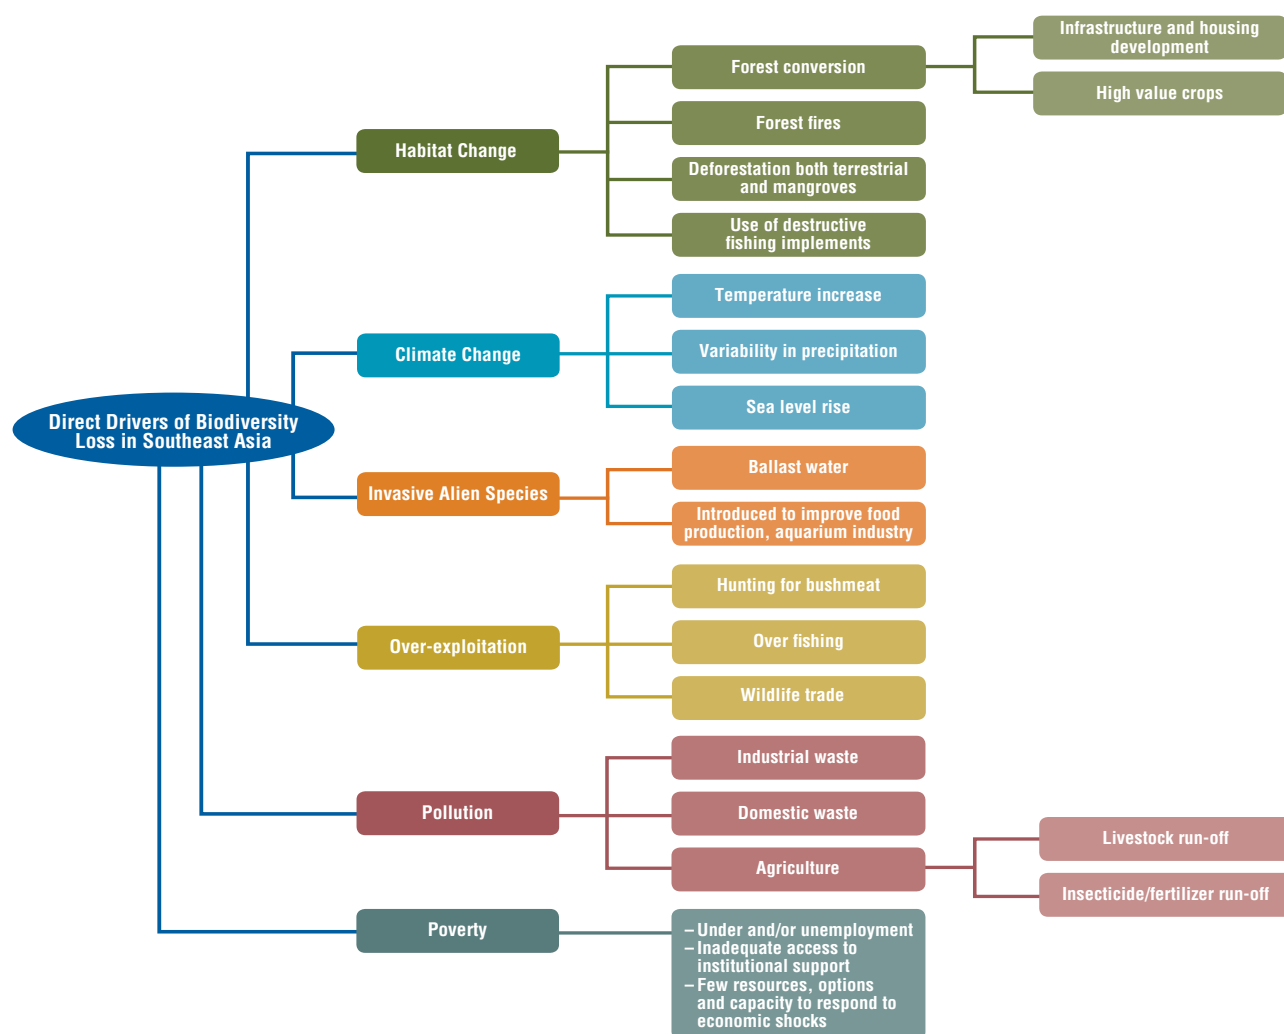 Direct Drivers of Biodiversity
Loss in Southeast Asia
Habitat Change
Forest conversion
Infrastructure and housing
development
High value crops
Forest fires
Deforestation both terrestrial
and mangroves
Use of destructive
fishing implements
Climate Change
Temperature increase
Variability in precipitation
Sea level rise
Invasive Alien Species
Ballast water
Introduced to improve food
production, aquarium industry
Over-exploitation
Hunting for bushmeat
Over fishing
Wildlife trade
Pollution
Industrial waste
Domestic waste
Agriculture
Livestock run-off
Insecticide/fertilizer run-off
Poverty
– Under and/or unemployment
– Inadequate access to
institutional support
– Few resources, options
and capacity to respond to
economic shocks